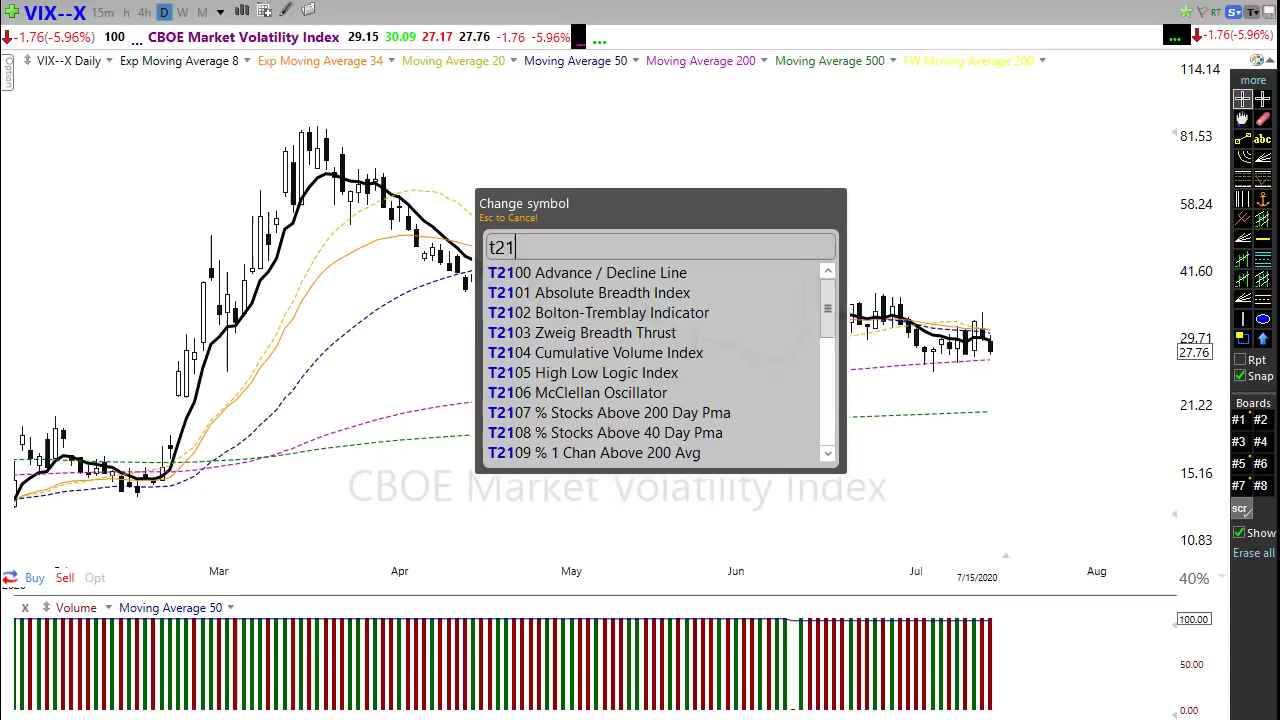 VIX--X 15m h 4h D W M RT S T
-1.76(-5.96%) 100 ... CBOE Market Volatility Index 29.15 30.09 27.17 27.76 -1.76 -5.96% ... ... -1.76(-5.96%)
Option
VIX--X Daily Exp Moving Average 8 Exp Moving Average 34 Moving Average 20 Moving Average 50 Moving Average 200 Moving Average 500 FW Moving Average 200
114.14
81.53
58.24
41.60
29.71
27.76
21.22
15.16
10.83
Change symbol
Esc to Cancel
t21
T2100 Advance / Decline Line
T2101 Absolute Breadth Index
T2102 Bolton-Tremblay Indicator
T2103 Zweig Breadth Thrust
T2104 Cumulative Volume Index
T2105 High Low Logic Index
T2106 McClellan Oscillator
T2107 % Stocks Above 200 Day Pma
T2108 % Stocks Above 40 Day Pma
T2109 % 1 Chan Above 200 Avg
CBOE Market Volatility Index
Mar Apr May Jun Jul 7/15/2020 Aug
Buy Sell Opt
40%
X Volume Moving Average 50
100.00
50.00
0.00
more
abc
Rpt
Snap
Boards
#1 #2
#3 #4
#5 #6
#7 #8
scr
Show
Erase all